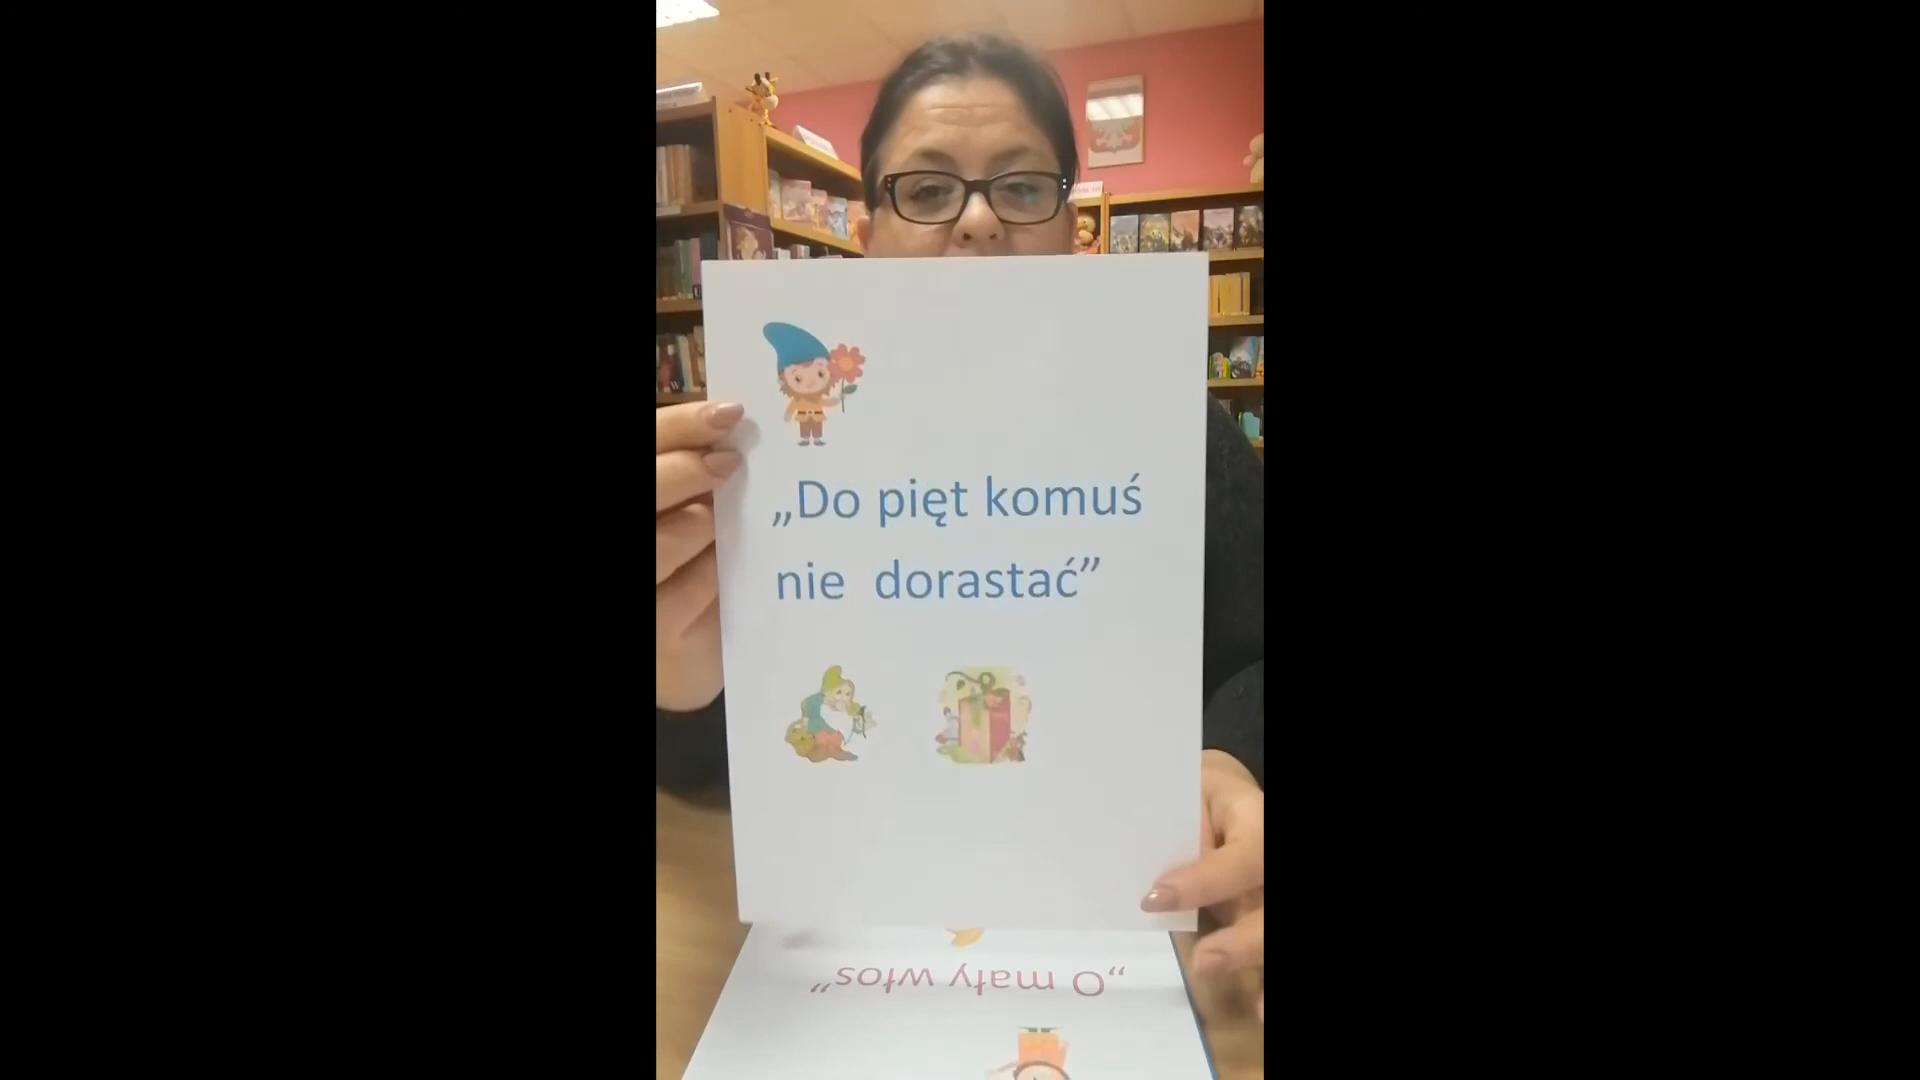 „Do pięt komuś
nie dorastać”
„O mały włos”